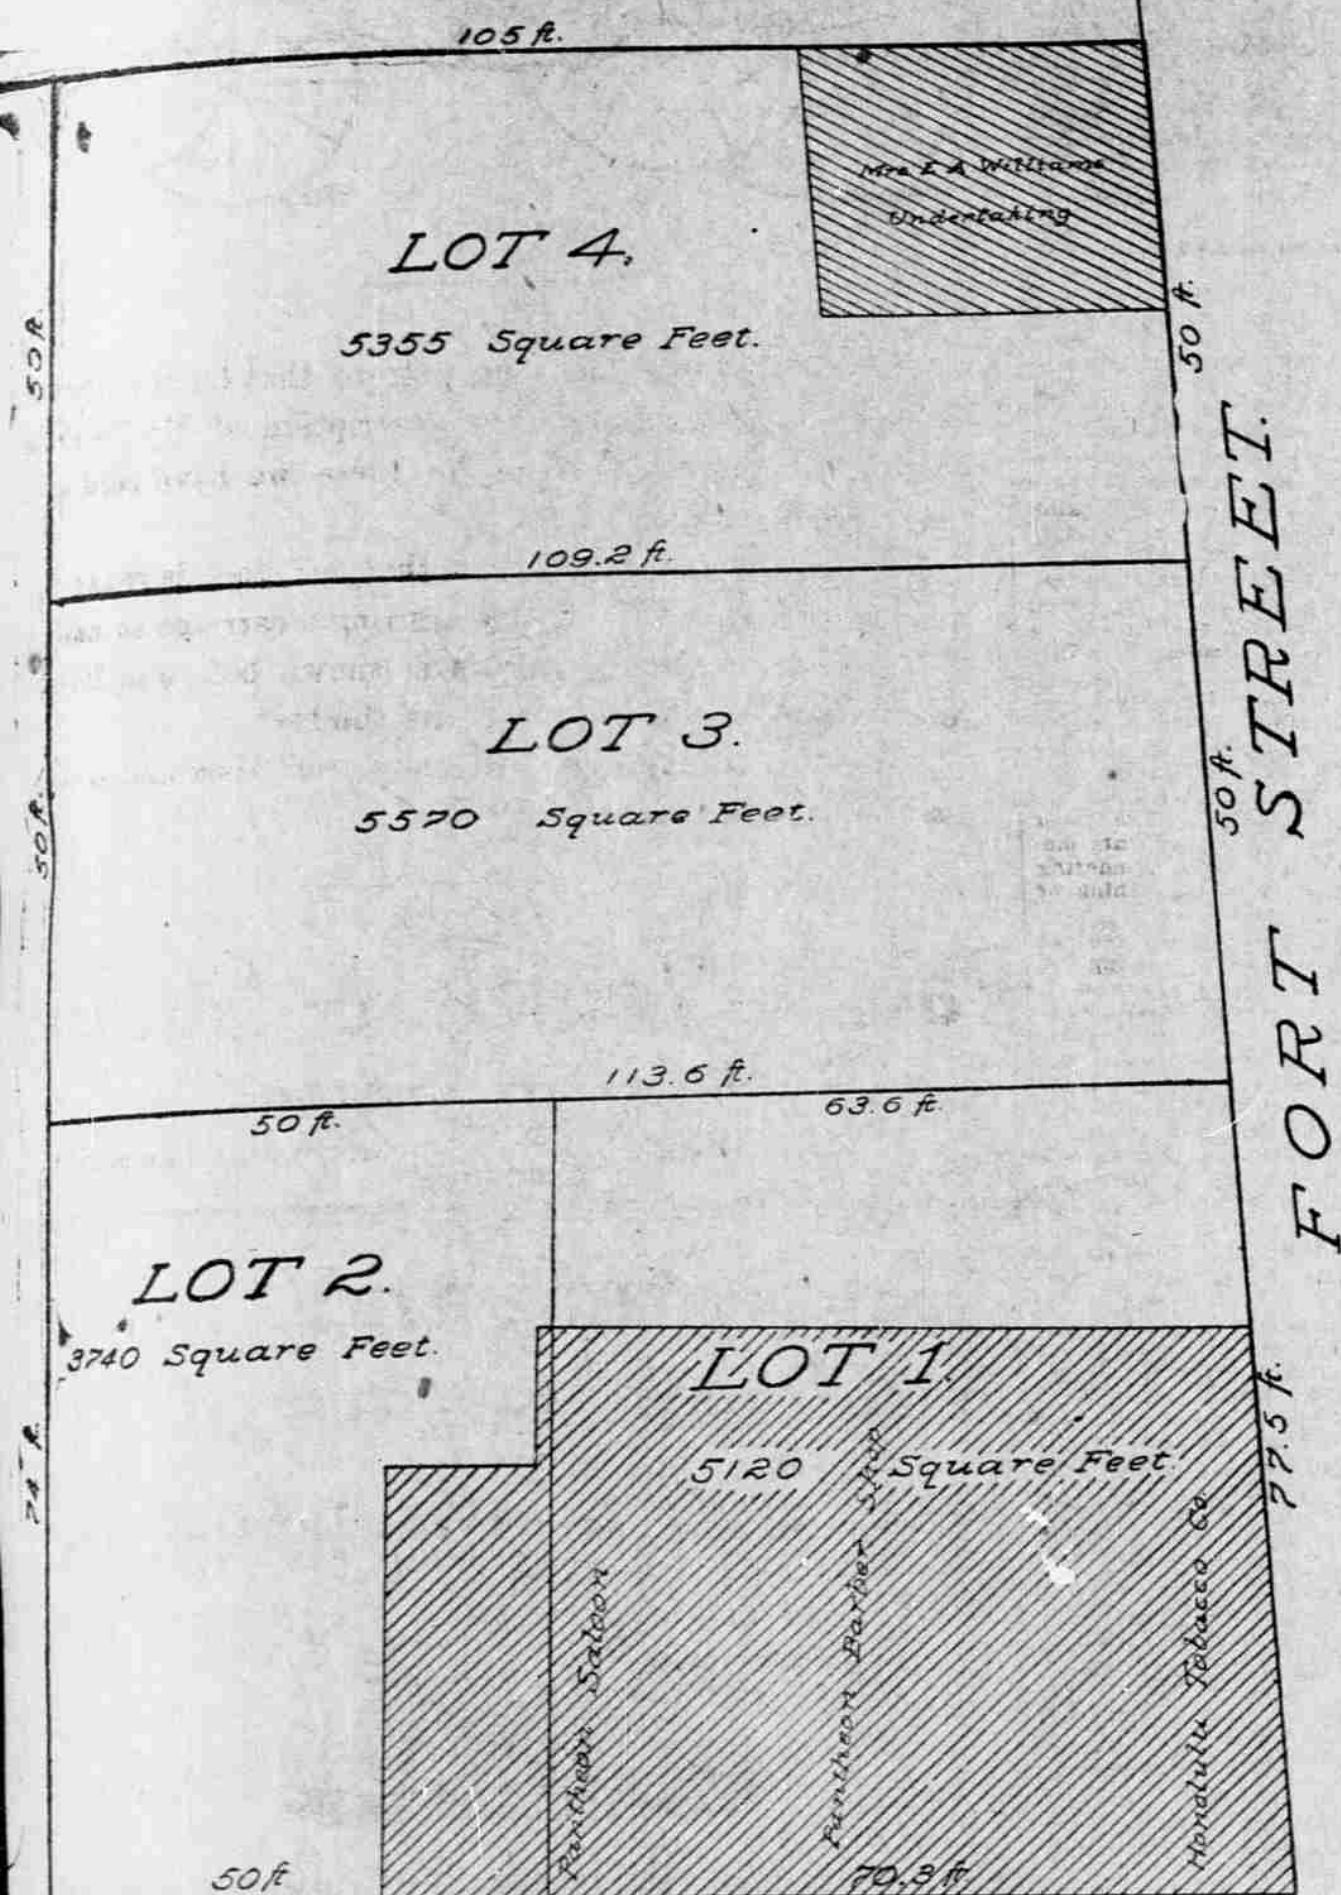 105 ft.
Mrs E A Williams
Undertaking
LOT 4.
5355 Square Feet.
50 ft.
50 ft.
109.2 ft.
LOT 3.
5570 Square Feet.
50 ft.
50 ft.
FORT STREET.
113.6 ft.
50 ft.
63.6 ft.
LOT 2.
3740 Square Feet.
LOT 1.
5120 Square Feet.
74 ft.
77.5 ft.
Pantheon Saloon
Pantheon Barber Shop
Honolulu Tobacco Co.
50 ft
70.3 ft